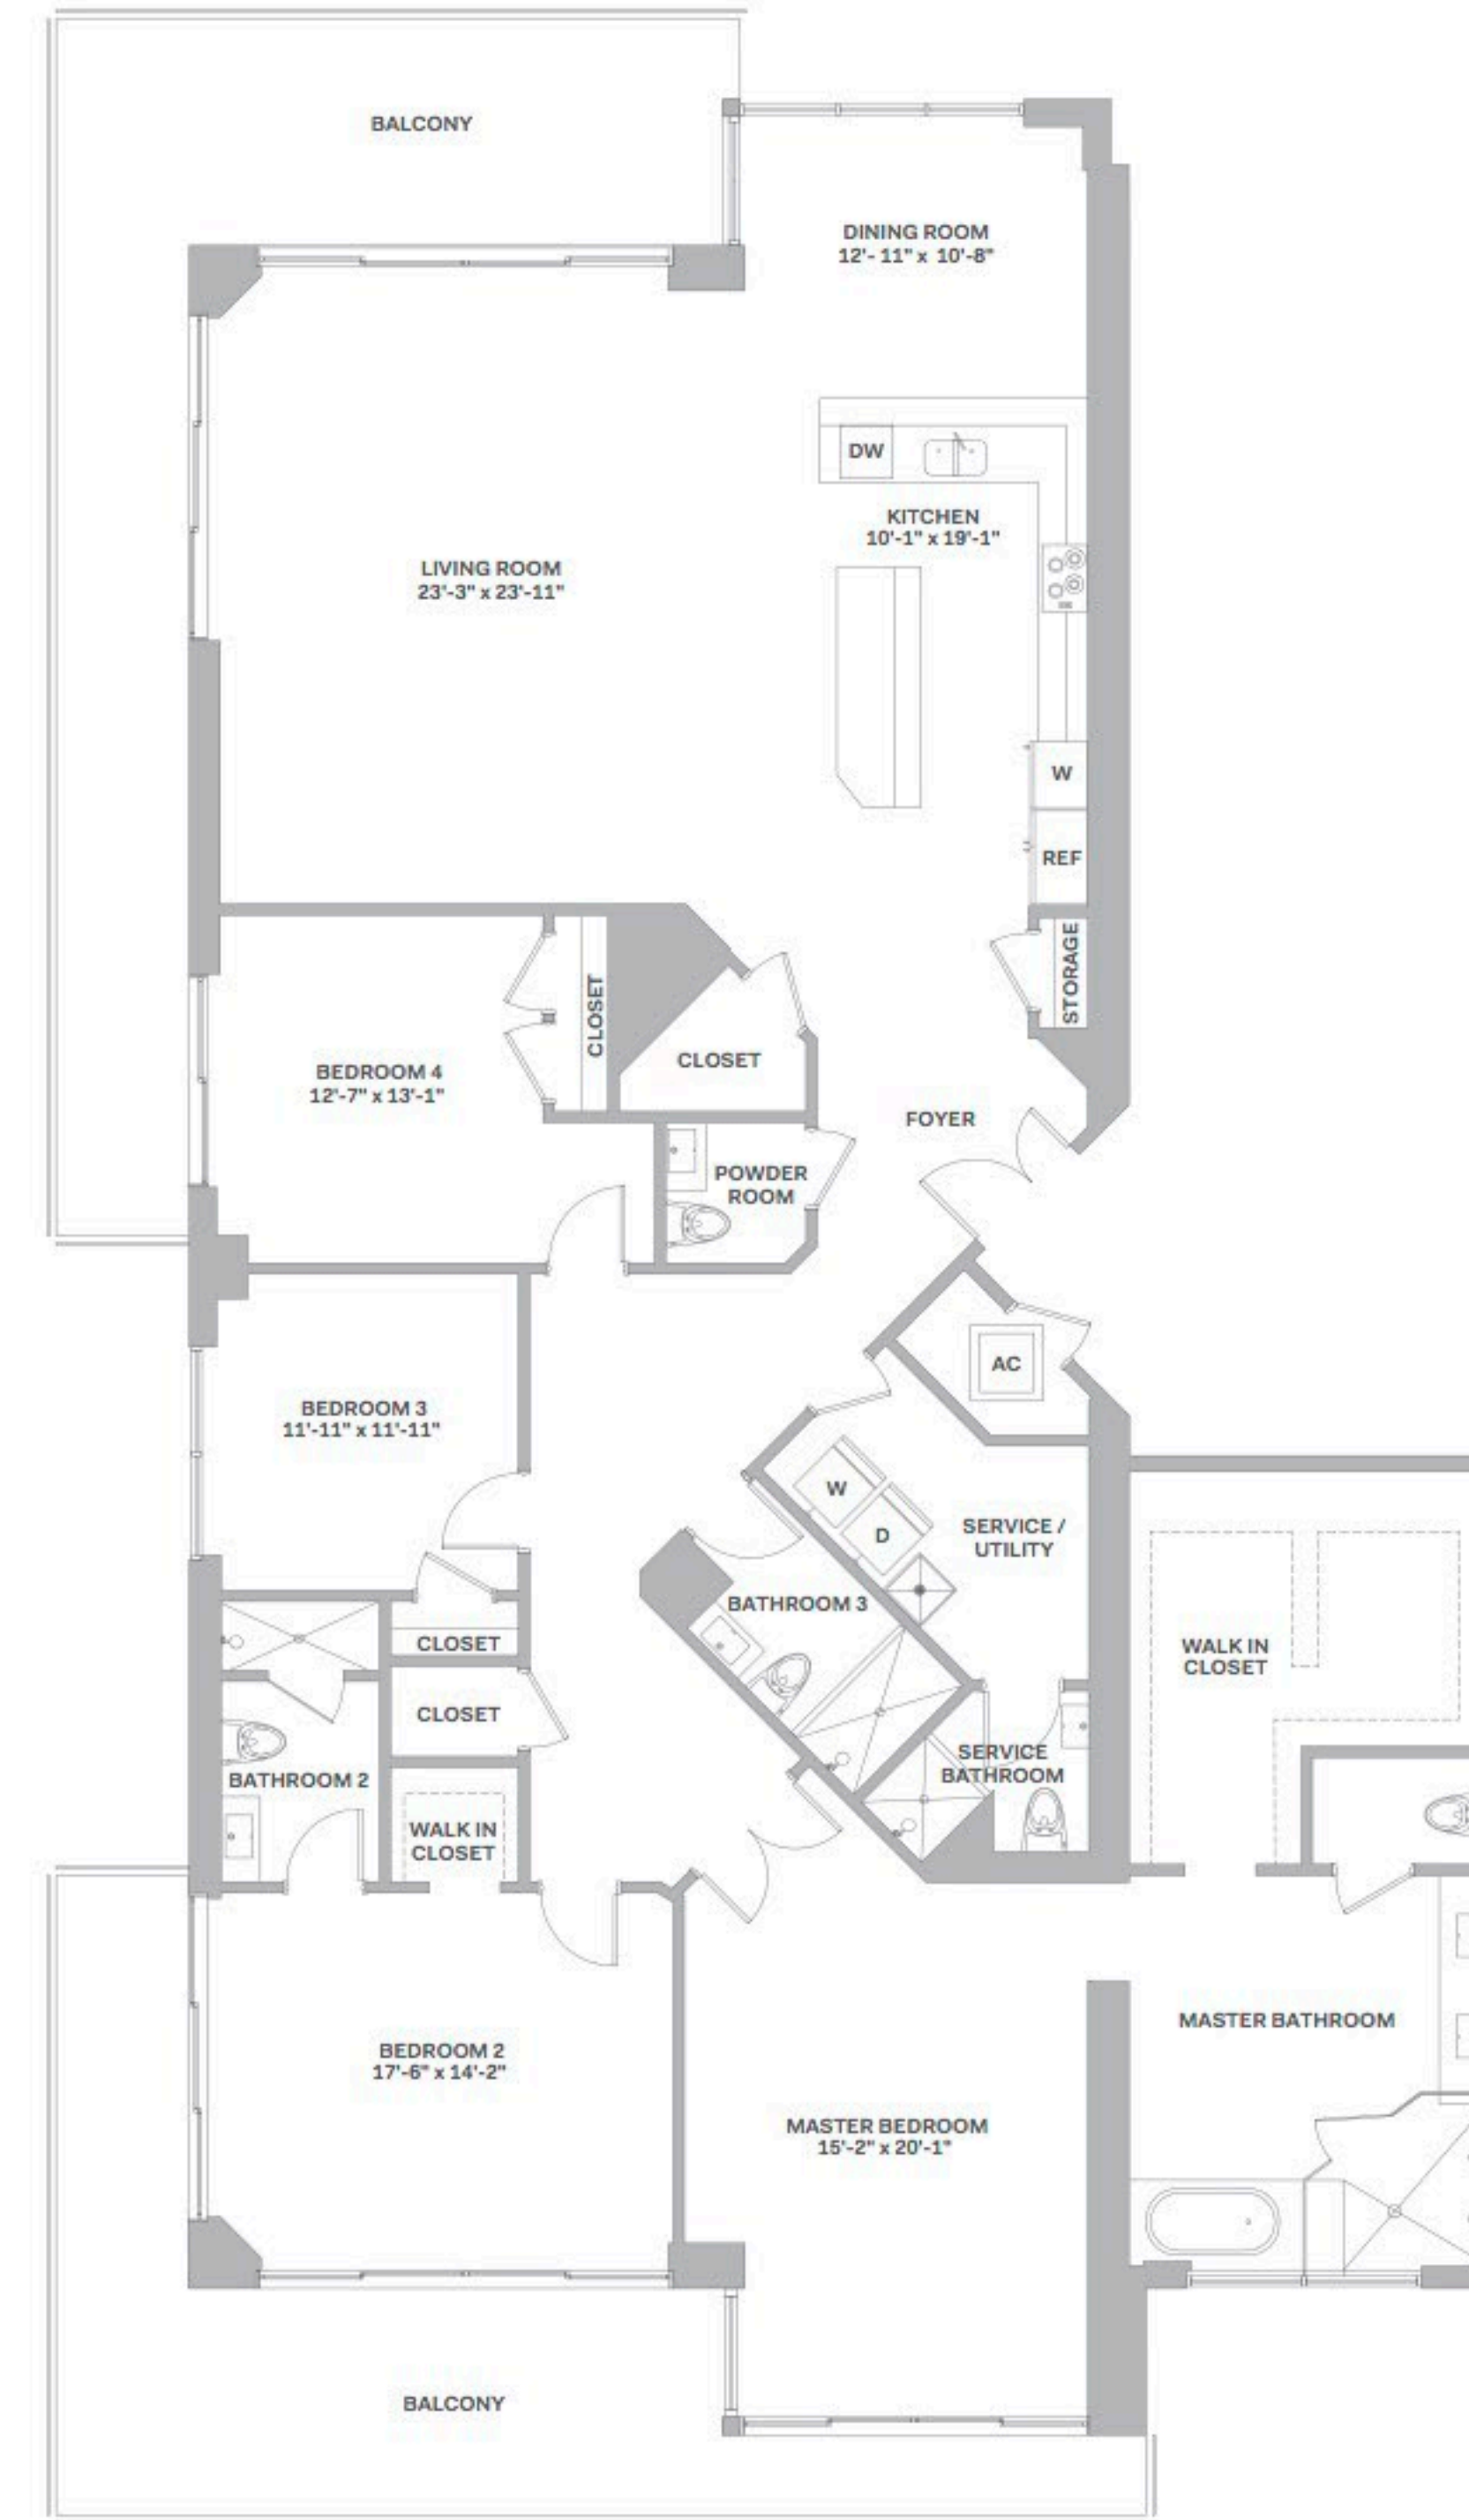 BALCONY
DINING ROOM
12'- 11" x 10'-8"
DW
KITCHEN
10'-1" x 19'-1"
LIVING ROOM
23'-3" x 23'-11"
W
REF
STORAGE
CLOSET
CLOSET
BEDROOM 4
12'-7" x 13'-1"
FOYER
POWDER
ROOM
AC
BEDROOM 3
11'-11" x 11'-11"
W
D
SERVICE /
UTILITY
BATHROOM 3
CLOSET
WALK IN
CLOSET
CLOSET
SERVICE
BATHROOM
BATHROOM 2
WALK IN
CLOSET
MASTER BATHROOM
BEDROOM 2
17'-6" x 14'-2"
MASTER BEDROOM
15'-2" x 20'-1"
BALCONY